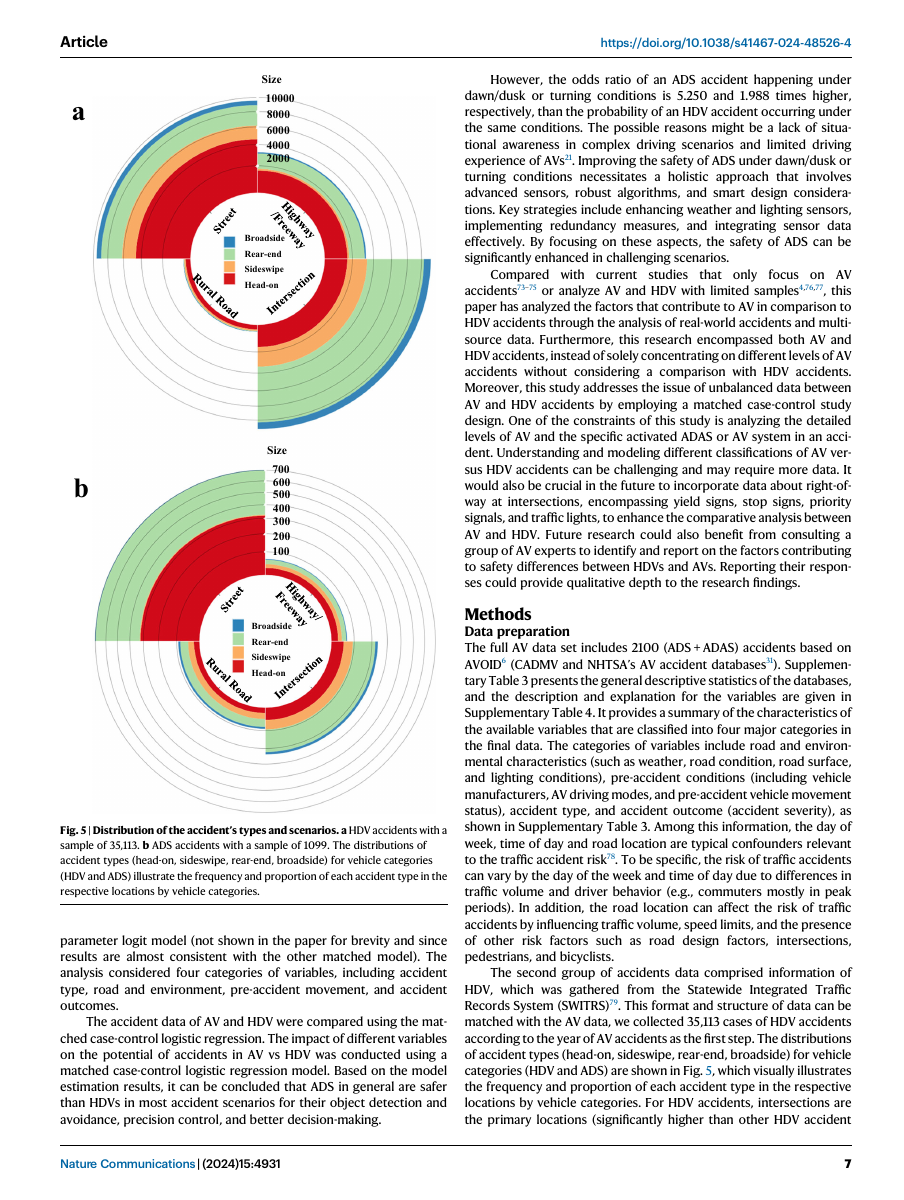 Article
https://doi.org/10.1038/s41467-024-48526-4
a
Size
10000
8000
6000
4000
2000
Street
Highway
/Freeway
Broadside
Rear-end
Sideswipe
Head-on
Rural Road
Intersection
b
Size
700
600
500
400
300
200
100
Street
Highway/
Freeway
Broadside
Rear-end
Sideswipe
Head-on
Rural Road
Intersection
Fig. 5 | Distribution of the accident's types and scenarios. a HDV accidents with a
sample of 35,113. b ADS accidents with a sample of 1099. The distributions of
accident types (head-on, sideswipe, rear-end, broadside) for vehicle categories
(HDV and ADS) illustrate the frequency and proportion of each accident type in the
respective locations by vehicle categories.
parameter logit model (not shown in the paper for brevity and since
results are almost consistent with the other matched model). The
analysis considered four categories of variables, including accident
type, road and environment, pre-accident movement, and accident
outcomes.
The accident data of AV and HDV were compared using the mat-
ched case-control logistic regression. The impact of different variables
on the potential of accidents in AV vs HDV was conducted using a
matched case-control logistic regression model. Based on the model
estimation results, it can be concluded that ADS in general are safer
than HDVs in most accident scenarios for their object detection and
avoidance, precision control, and better decision-making.
However, the odds ratio of an ADS accident happening under
dawn/dusk or turning conditions is 5.250 and 1.988 times higher,
respectively, than the probability of an HDV accident occurring under
the same conditions. The possible reasons might be a lack of situa-
tional awareness in complex driving scenarios and limited driving
experience of AVs21. Improving the safety of ADS under dawn/dusk or
turning conditions necessitates a holistic approach that involves
advanced sensors, robust algorithms, and smart design considera-
tions. Key strategies include enhancing weather and lighting sensors,
implementing redundancy measures, and integrating sensor data
effectively. By focusing on these aspects, the safety of ADS can be
significantly enhanced in challenging scenarios.
Compared with current studies that only focus on AV
accidents73–75 or analyze AV and HDV with limited samples4,76,77, this
paper has analyzed the factors that contribute to AV in comparison to
HDV accidents through the analysis of real-world accidents and multi-
source data. Furthermore, this research encompassed both AV and
HDV accidents, instead of solely concentrating on different levels of AV
accidents without considering a comparison with HDV accidents.
Moreover, this study addresses the issue of unbalanced data between
AV and HDV accidents by employing a matched case-control study
design. One of the constraints of this study is analyzing the detailed
levels of AV and the specific activated ADAS or AV system in an acci-
dent. Understanding and modeling different classifications of AV ver-
sus HDV accidents can be challenging and may require more data. It
would also be crucial in the future to incorporate data about right-of-
way at intersections, encompassing yield signs, stop signs, priority
signals, and traffic lights, to enhance the comparative analysis between
AV and HDV. Future research could also benefit from consulting a
group of AV experts to identify and report on the factors contributing
to safety differences between HDVs and AVs. Reporting their respon-
ses could provide qualitative depth to the research findings.
Methods
Data preparation
The full AV data set includes 2100 (ADS + ADAS) accidents based on
AVOID6 (CADMV and NHTSA's AV accident databases31). Supplemen-
tary Table 3 presents the general descriptive statistics of the databases,
and the description and explanation for the variables are given in
Supplementary Table 4. It provides a summary of the characteristics of
the available variables that are classified into four major categories in
the final data. The categories of variables include road and environ-
mental characteristics (such as weather, road condition, road surface,
and lighting conditions), pre-accident conditions (including vehicle
manufacturers, AV driving modes, and pre-accident vehicle movement
status), accident type, and accident outcome (accident severity), as
shown in Supplementary Table 3. Among this information, the day of
week, time of day and road location are typical confounders relevant
to the traffic accident risk78. To be specific, the risk of traffic accidents
can vary by the day of the week and time of day due to differences in
traffic volume and driver behavior (e.g., commuters mostly in peak
periods). In addition, the road location can affect the risk of traffic
accidents by influencing traffic volume, speed limits, and the presence
of other risk factors such as road design factors, intersections,
pedestrians, and bicyclists.
The second group of accidents data comprised information of
HDV, which was gathered from the Statewide Integrated Traffic
Records System (SWITRS)79. This format and structure of data can be
matched with the AV data, we collected 35,113 cases of HDV accidents
according to the year of AV accidents as the first step. The distributions
of accident types (head-on, sideswipe, rear-end, broadside) for vehicle
categories (HDV and ADS) are shown in Fig. 5, which visually illustrates
the frequency and proportion of each accident type in the respective
locations by vehicle categories. For HDV accidents, intersections are
the primary locations (significantly higher than other HDV accident
Nature Communications | (2024)15:4931
7